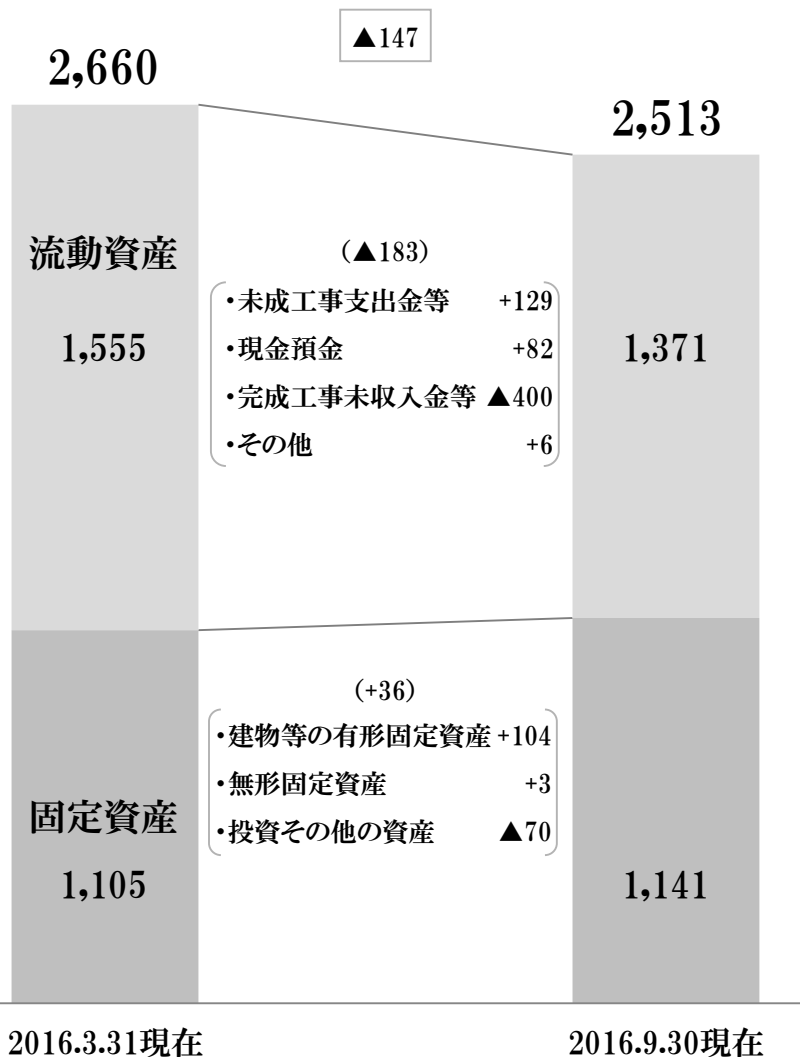 ▲147
2,660
2,513
流動資産
1,555
(▲183)
・未成工事支出金等 +129
・現金預金 +82
・完成工事未収入金等 ▲400
・その他 +6
1,371
(+36)
・建物等の有形固定資産 +104
・無形固定資産 +3
・投資その他の資産 ▲70
固定資産
1,105
1,141
2016.3.31現在
2016.9.30現在